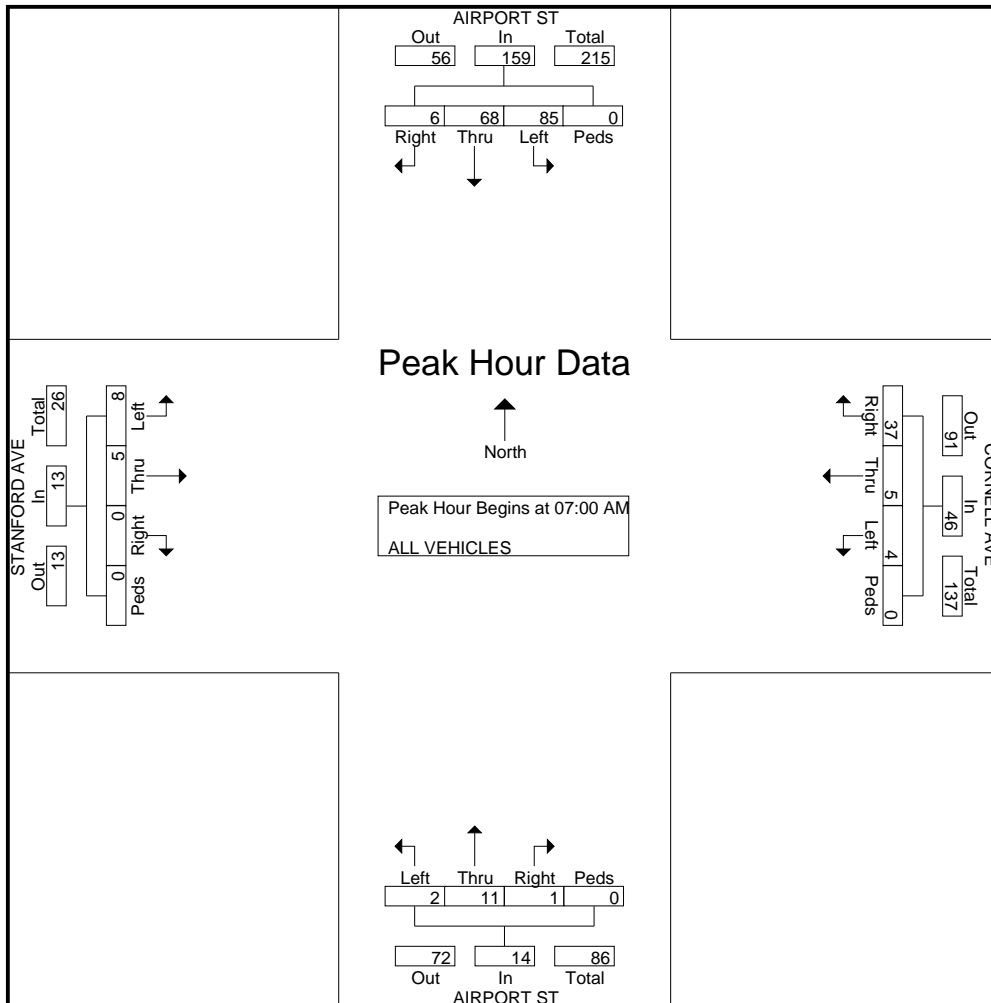 AIRPORT ST
Out In Total
56 159 215
6 68 85 0
Right Thru Left Peds
Peak Hour Data
North
Peak Hour Begins at 07:00 AM
ALL VEHICLES
STANFORD AVE
Total In Out
26 13 13
8 5 0 0
Left Thru Right Peds
Right Thru Left Peds
37 5 4 0
Out In Total
91 46 137
CORNELL AVE
Left Thru Right Peds
2 11 1 0
72 14 86
Out In Total
AIRPORT ST